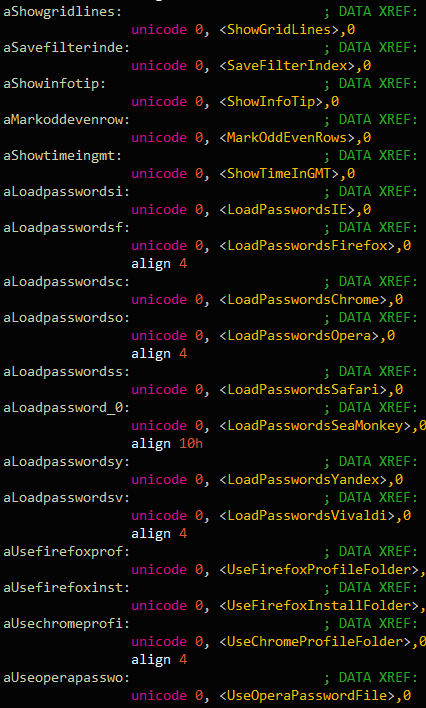 aShowgridlines: ; DATA XREF:
unicode 0, <ShowGridLines>,0
aSavefilterinde: ; DATA XREF:
unicode 0, <SaveFilterIndex>,0
aShowinfotip: ; DATA XREF:
unicode 0, <ShowInfoTip>,0
aMarkoddevenrow: ; DATA XREF:
unicode 0, <MarkOddEvenRows>,0
aShowtimeingmt: ; DATA XREF:
unicode 0, <ShowTimeInGMT>,0
aLoadpasswordsi: ; DATA XREF:
unicode 0, <LoadPasswordsIE>,0
aLoadpasswordsf: ; DATA XREF:
unicode 0, <LoadPasswordsFirefox>,0
align 4
aLoadpasswordsc: ; DATA XREF:
unicode 0, <LoadPasswordsChrome>,0
aLoadpasswordso: ; DATA XREF:
unicode 0, <LoadPasswordsOpera>,0
align 4
aLoadpasswordss: ; DATA XREF:
unicode 0, <LoadPasswordsSafari>,0
aLoadpassword_0: ; DATA XREF:
unicode 0, <LoadPasswordsSeaMonkey>,0
align 10h
aLoadpasswordsy: ; DATA XREF:
unicode 0, <LoadPasswordsYandex>,0
aLoadpasswordsv: ; DATA XREF:
unicode 0, <LoadPasswordsVivaldi>,0
align 4
aUsefirefoxprof: ; DATA XREF:
unicode 0, <UseFirefoxProfileFolder>,
aUsefirefoxinst: ; DATA XREF:
unicode 0, <UseFirefoxInstallFolder>,
aUsechromeprofi: ; DATA XREF:
unicode 0, <UseChromeProfileFolder>,0
align 4
aUseoperapasswo: ; DATA XREF:
unicode 0, <UseOperaPasswordFile>,0